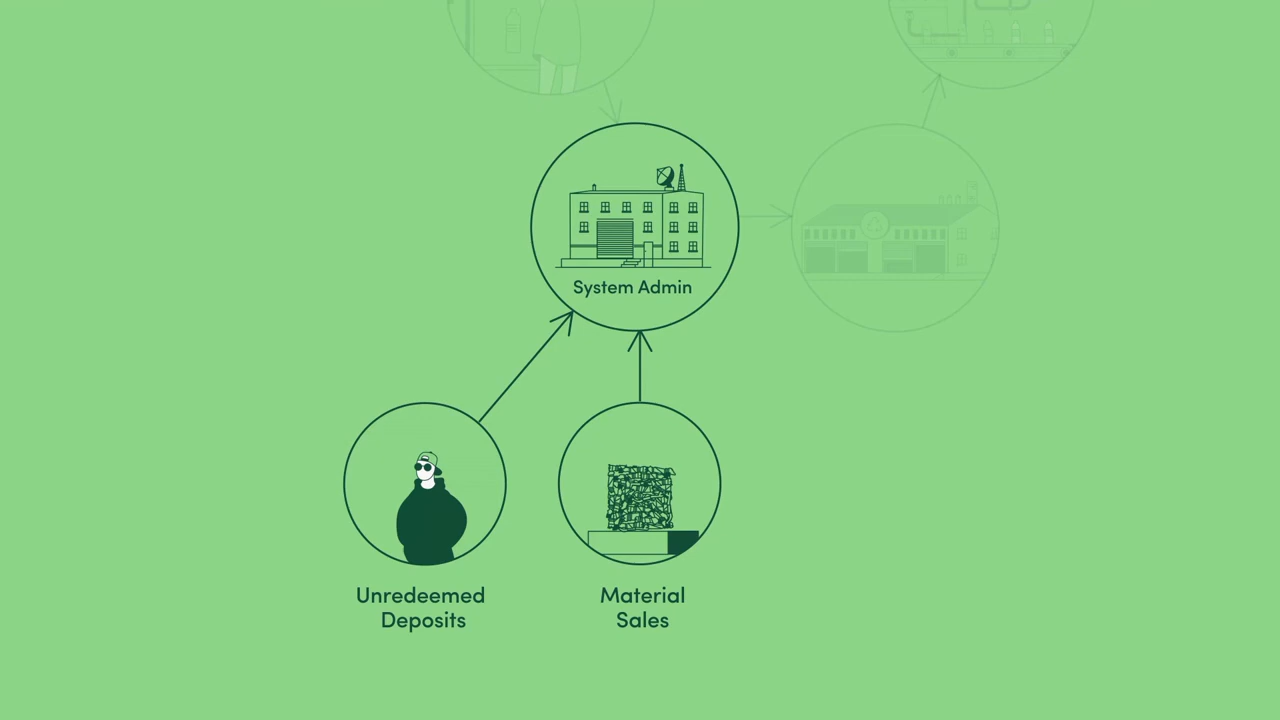 System Admin
Unredeemed
Deposits
Material
Sales